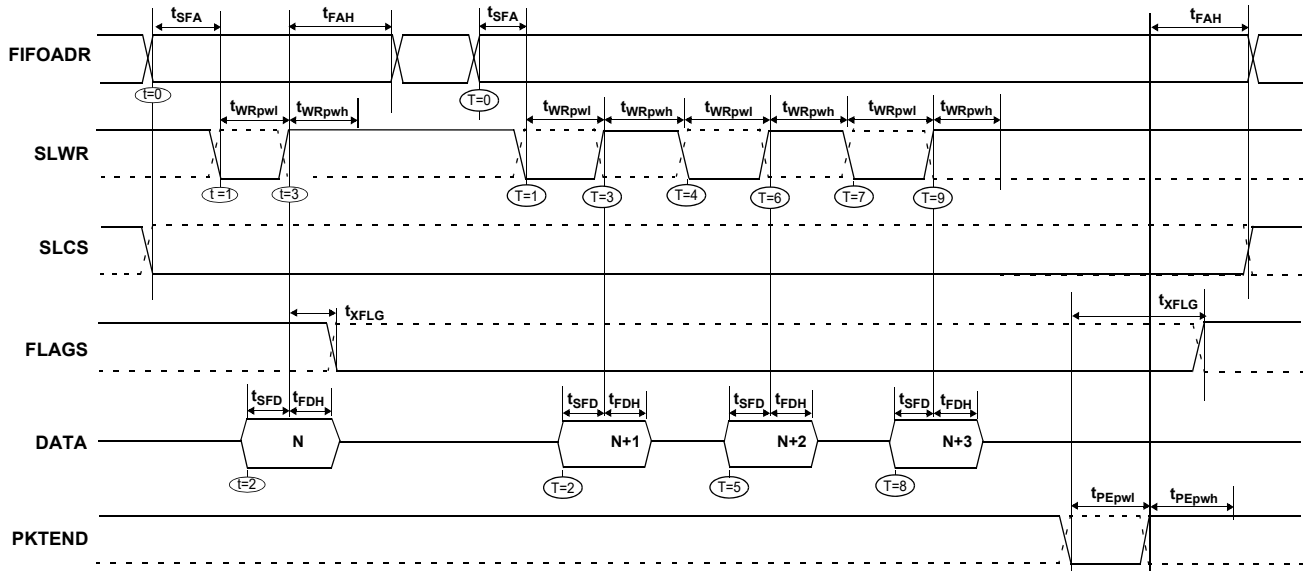 tSFA tFAH tSFA tFAH
FIFOADR
t=0 T=0
tWRpwl tWRpwh tWRpwl tWRpwh tWRpwl tWRpwh tWRpwl tWRpwh
SLWR
t =1 t=3 T=1 T=3 T=4 T=6 T=7 T=9
SLCS
tXFLG tXFLG
FLAGS
tSFD tFDH tSFD tFDH tSFD tFDH tSFD tFDH
DATA N N+1 N+2 N+3
t=2 T=2 T=5 T=8
tPEpwl tPEpwh
PKTEND